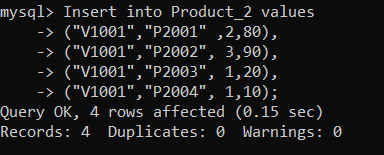 mysql> Insert into Product_2 values
-> ("V1001","P2001" ,2,80),
-> ("V1001","P2002", 3,90),
-> ("V1001","P2003", 1,20),
-> ("V1001","P2004", 1,10);
Query OK, 4 rows affected (0.15 sec)
Records: 4  Duplicates: 0  Warnings: 0